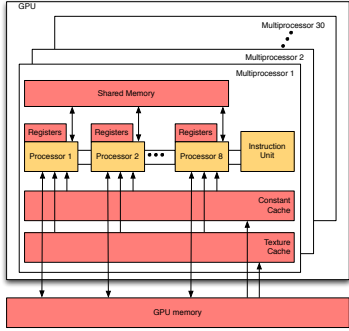 GPU
Multiprocessor 30
Multiprocessor 2
Multiprocessor 1
Shared Memory
Registers
Registers
Registers
Processor 1
Processor 2
Processor 8
Instruction
Unit
Constant
Cache
Texture
Cache
GPU memory